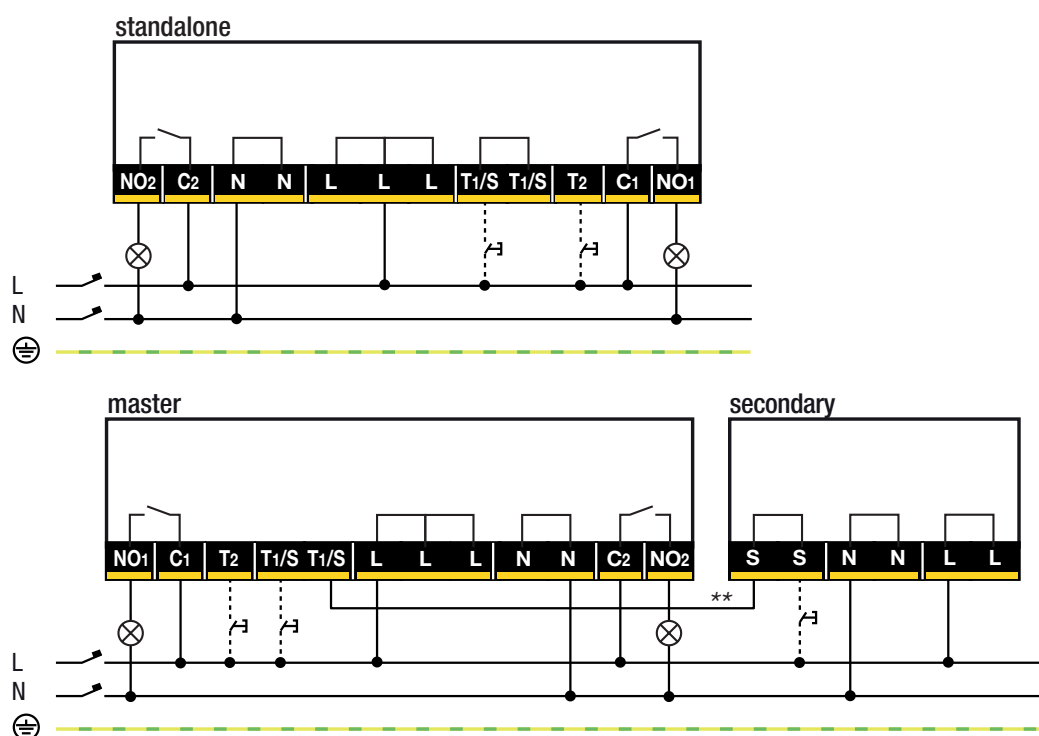 standalone
NO2 C2 N N L L L T1/S T1/S T2 C1 NO1
L
N
master secondary
NO1 C1 T2 T1/S T1/S L L L N N C2 NO2 S S N N L L
**
L
N